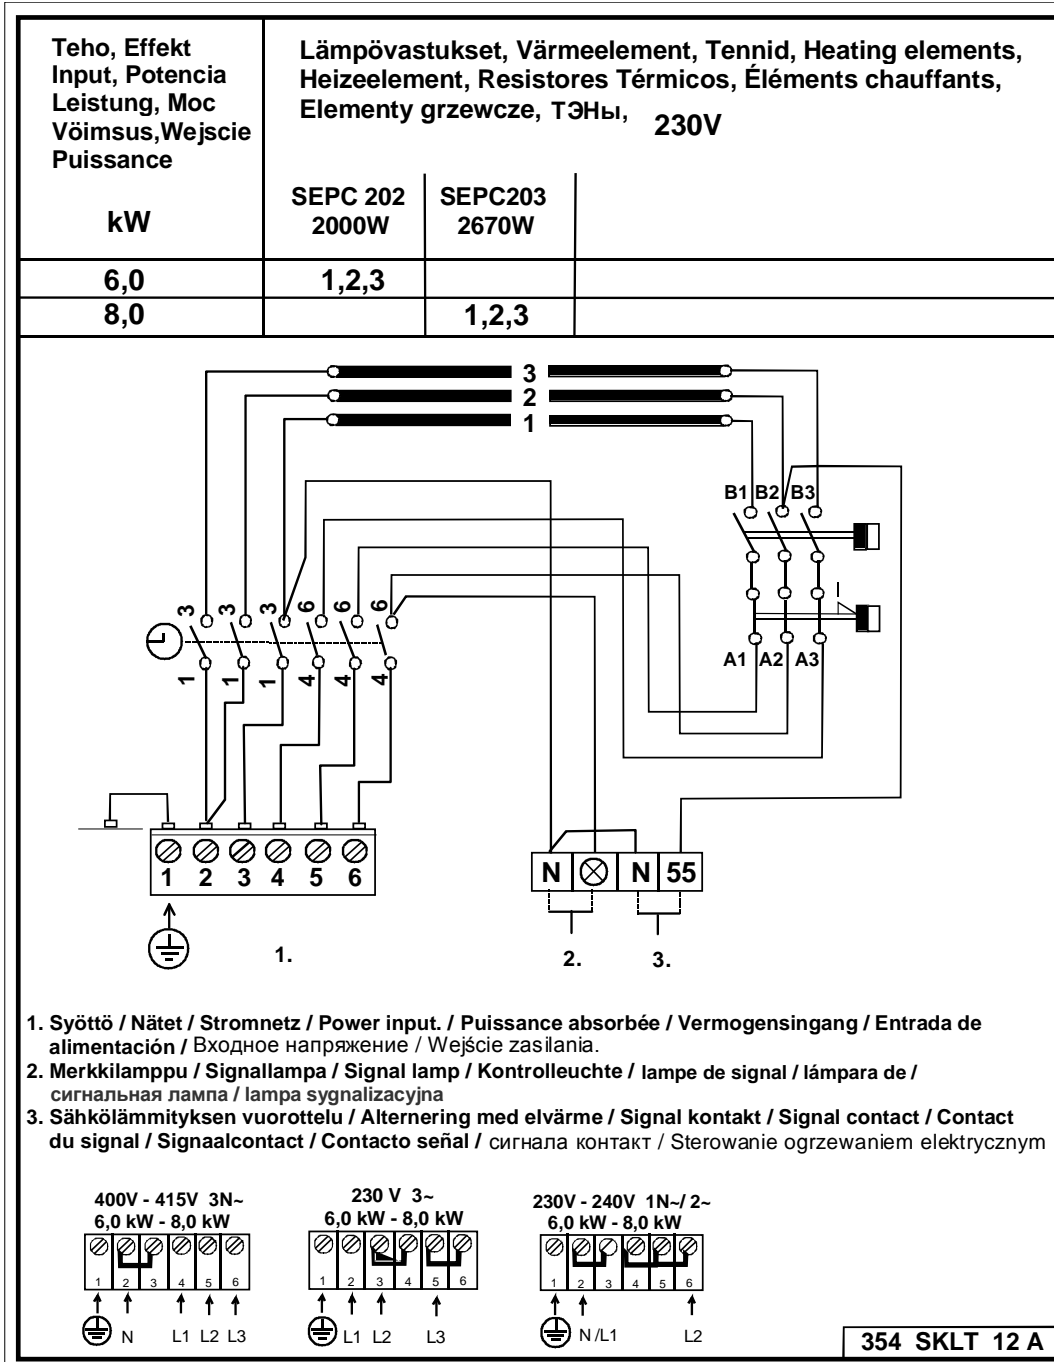 Teho, Effekt
Input, Potencia
Leistung, Moc
Vöimsus,Wejscie
Puissance
kW
Lämpövastukset, Värmeelement, Tennid, Heating elements,
Heizeelement, Resistores Térmicos, Éléments chauffants,
Elementy grzewcze, ТЭНы, 230V
SEPC 202
2000W
SEPC203
2670W
6,0 1,2,3
8,0 1,2,3
3
2
1
B1 B2 B3
3 3 3 6 6 6
I
A1 A2 A3
1 1 1 4 4 4
1 2 3 4 5 6
N N 55
1. 2. 3.
1. Syöttö / Nätet / Stromnetz / Power input. / Puissance absorbée / Vermogensingang / Entrada de
alimentación / Входное напряжение / Wejście zasilania.
2. Merkkilamppu / Signallampa / Signal lamp / Kontrolleuchte / lampe de signal / lámpara de /
сигнальная лампа / lampa sygnalizacyjna
3. Sähkölämmityksen vuorottelu / Alternering med elvärme / Signal kontakt / Signal contact / Contact
du signal / Signaalcontact / Contacto señal / сигнала контакт / Sterowanie ogrzewaniem elektrycznym
400V - 415V 3N~
6,0 kW - 8,0 kW
1 2 3 4 5 6
N L1 L2 L3
230 V 3~
6,0 kW - 8,0 kW
1 2 3 4 5 6
L1 L2 L3
230V - 240V 1N~/ 2~
6,0 kW - 8,0 kW
1 2 3 4 5 6
N /L1 L2
354 SKLT 12 A